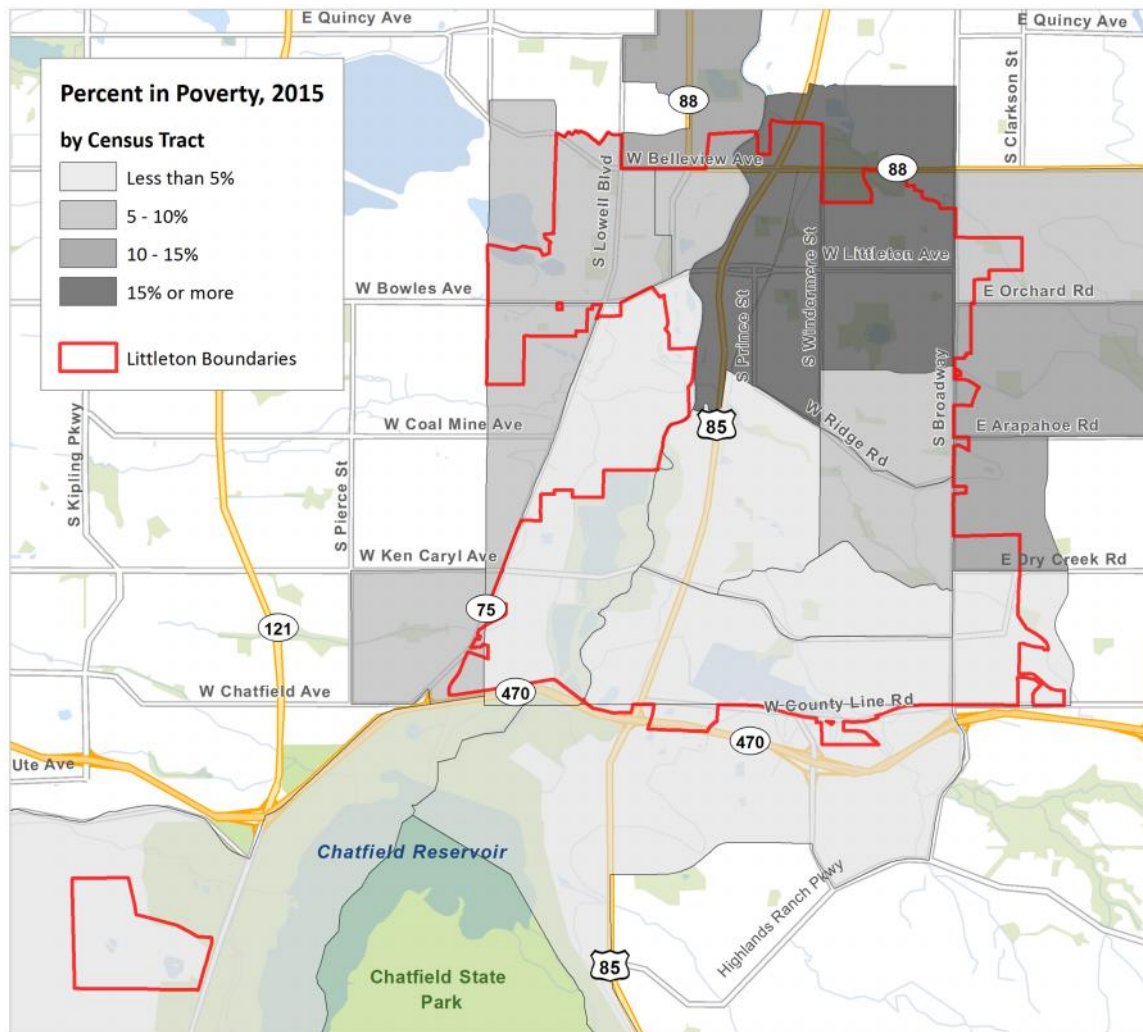 E Quincy Ave
E Quincy Ave
Percent in Poverty, 2015
by Census Tract
Less than 5%
5 - 10%
10 - 15%
15% or more
Littleton Boundaries
S Clarkson St
88
W Belleview Ave
88
S Lowell Blvd
W Littleton Ave
W Bowles Ave
E Orchard Rd
S Prince St
S Windermere St
S Broadway
W Coal Mine Ave
85
W Ridge Rd
E Arapahoe Rd
S Kipling Pkwy
S Pierce St
W Ken Caryl Ave
E Dry Creek Rd
75
121
W Chatfield Ave
470
W County Line Rd
470
Ute Ave
Chatfield Reservoir
Highlands Ranch Pkwy
85
Chatfield State
Park